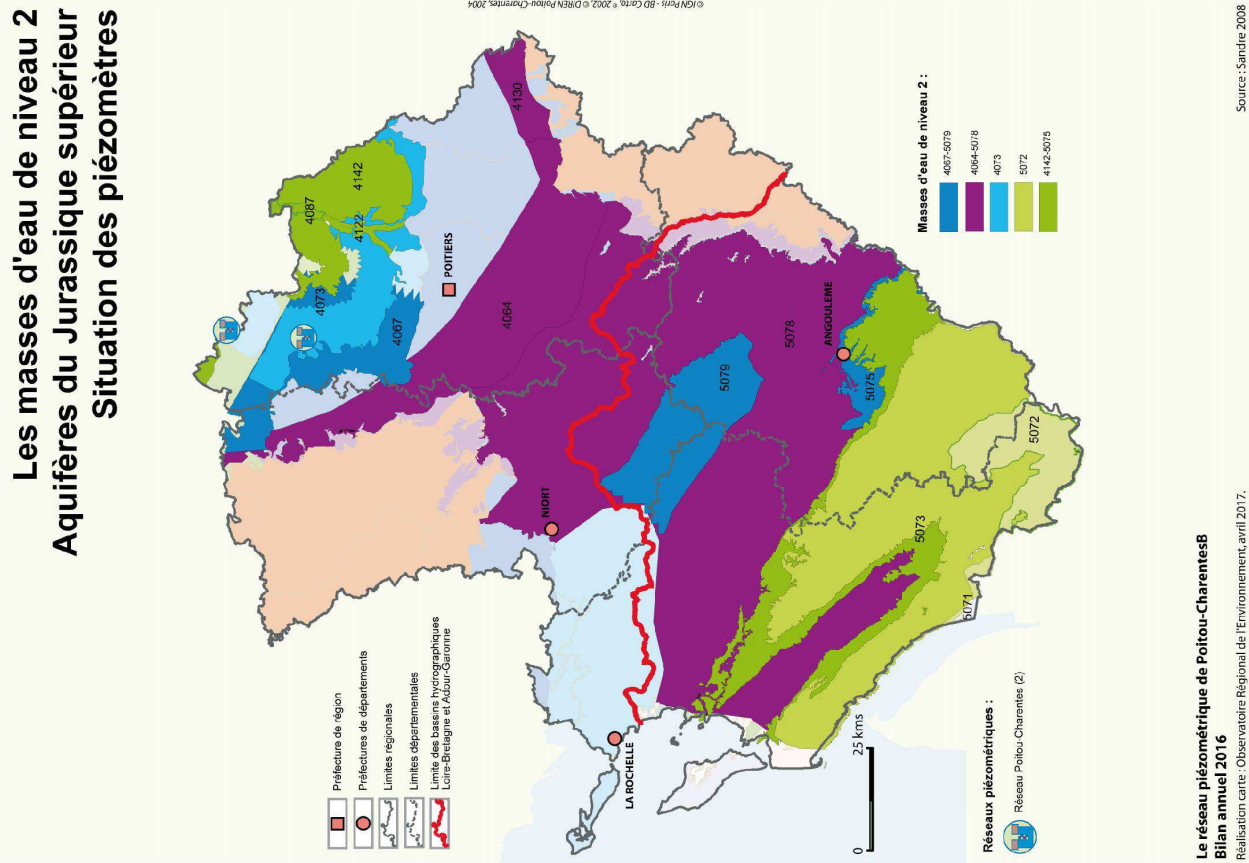 Les masses d'eau de niveau 2
Aquifères du Jurassique supérieur
Situation des piézomètres
Préfecture de région
Préfectures de départements
Limites régionales
Limites départementales
Limite des bassins hydrographiques
Loire-Bretagne et Adour-Garonne
© IGN Paris - BD Carto, ® 2002, © DIREN Poitou-Charentes, 2004
4130
4142
4087
4122
4073
4067
POITIERS
4064
NIORT
5079
5078
ANGOULEME
5075
5072
5073
5071
LA ROCHELLE
0
25 kms
Réseaux piézométriques :
Réseau Poitou-Charentes (2)
Masses d'eau de niveau 2 :
4067-5079
4064-5078
4073
5072
4142-5075
Le réseau piézométrique de Poitou-CharentesB
Bilan annuel 2016
Réalisation carte : Observatoire Régional de l'Environnement, avril 2017.
Source : Sandre 2008